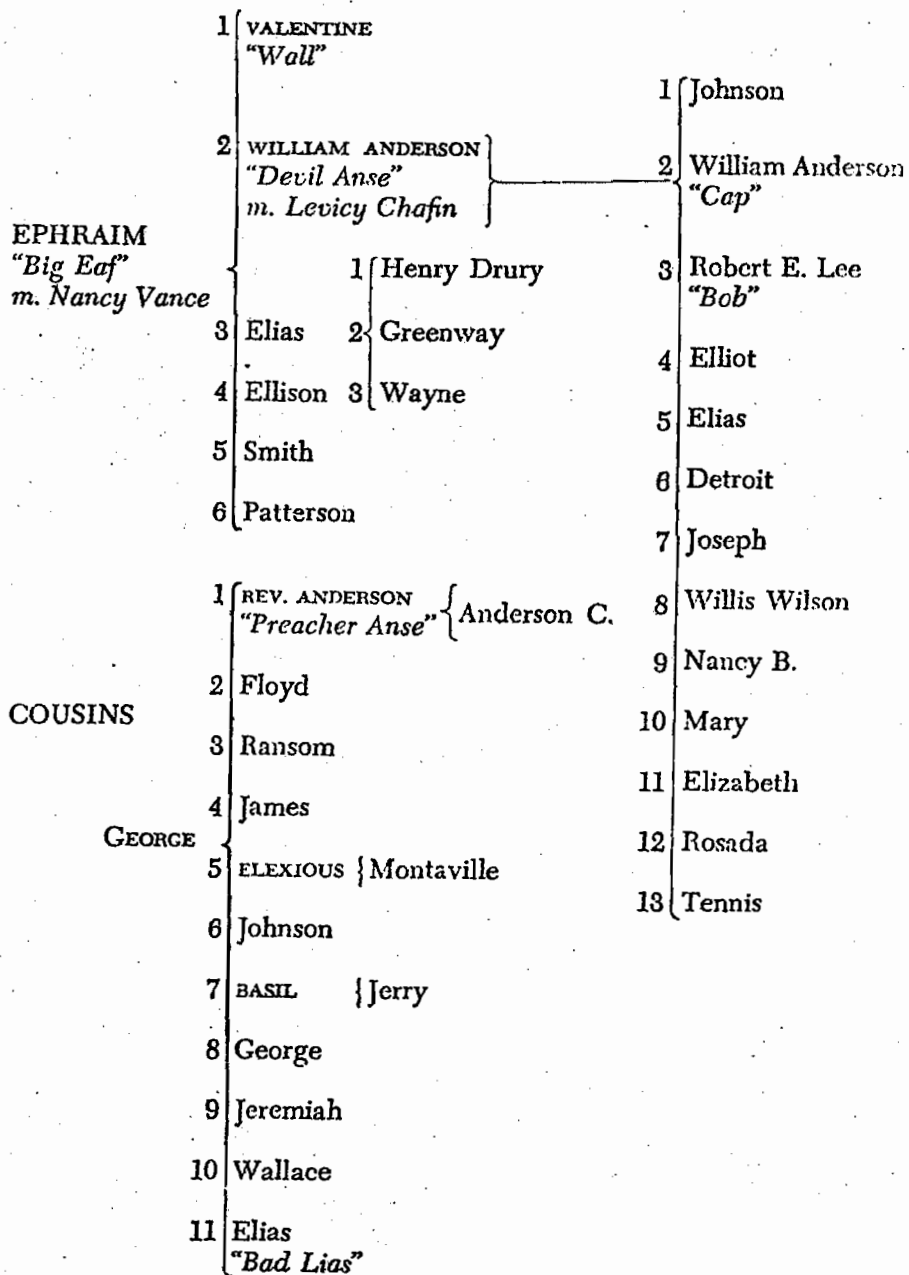 1 VALENTINE
"Wall"
2 WILLIAM ANDERSON
"Devil Anse"
m. Levicy Chafin
EPHRAIM
"Big Eaf"
m. Nancy Vance
3 Elias
4 Ellison
5 Smith
6 Patterson
1 Henry Drury
2 Greenway
3 Wayne
1 Johnson
2 William Anderson
"Cap"
3 Robert E. Lee
"Bob"
4 Elliot
5 Elias
6 Detroit
7 Joseph
8 Willis Wilson
9 Nancy B.
10 Mary
11 Elizabeth
12 Rosada
13 Tennis
COUSINS
GEORGE
1 REV. ANDERSON
"Preacher Anse"
Anderson C.
2 Floyd
3 Ransom
4 James
5 ELEXIOUS
Montaville
6 Johnson
7 BASIL
Jerry
8 George
9 Jeremiah
10 Wallace
11 Elias
"Bad Lias"